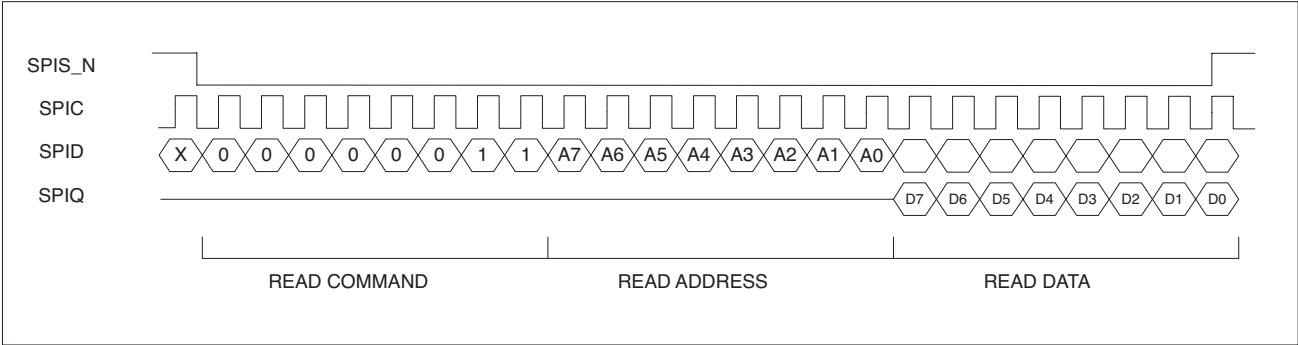 SPIS_N
SPIC
SPID X 0 0 0 0 0 0 1 1 A7 A6 A5 A4 A3 A2 A1 A0
SPIQ D7 D6 D5 D4 D3 D2 D1 D0
READ COMMAND READ ADDRESS READ DATA